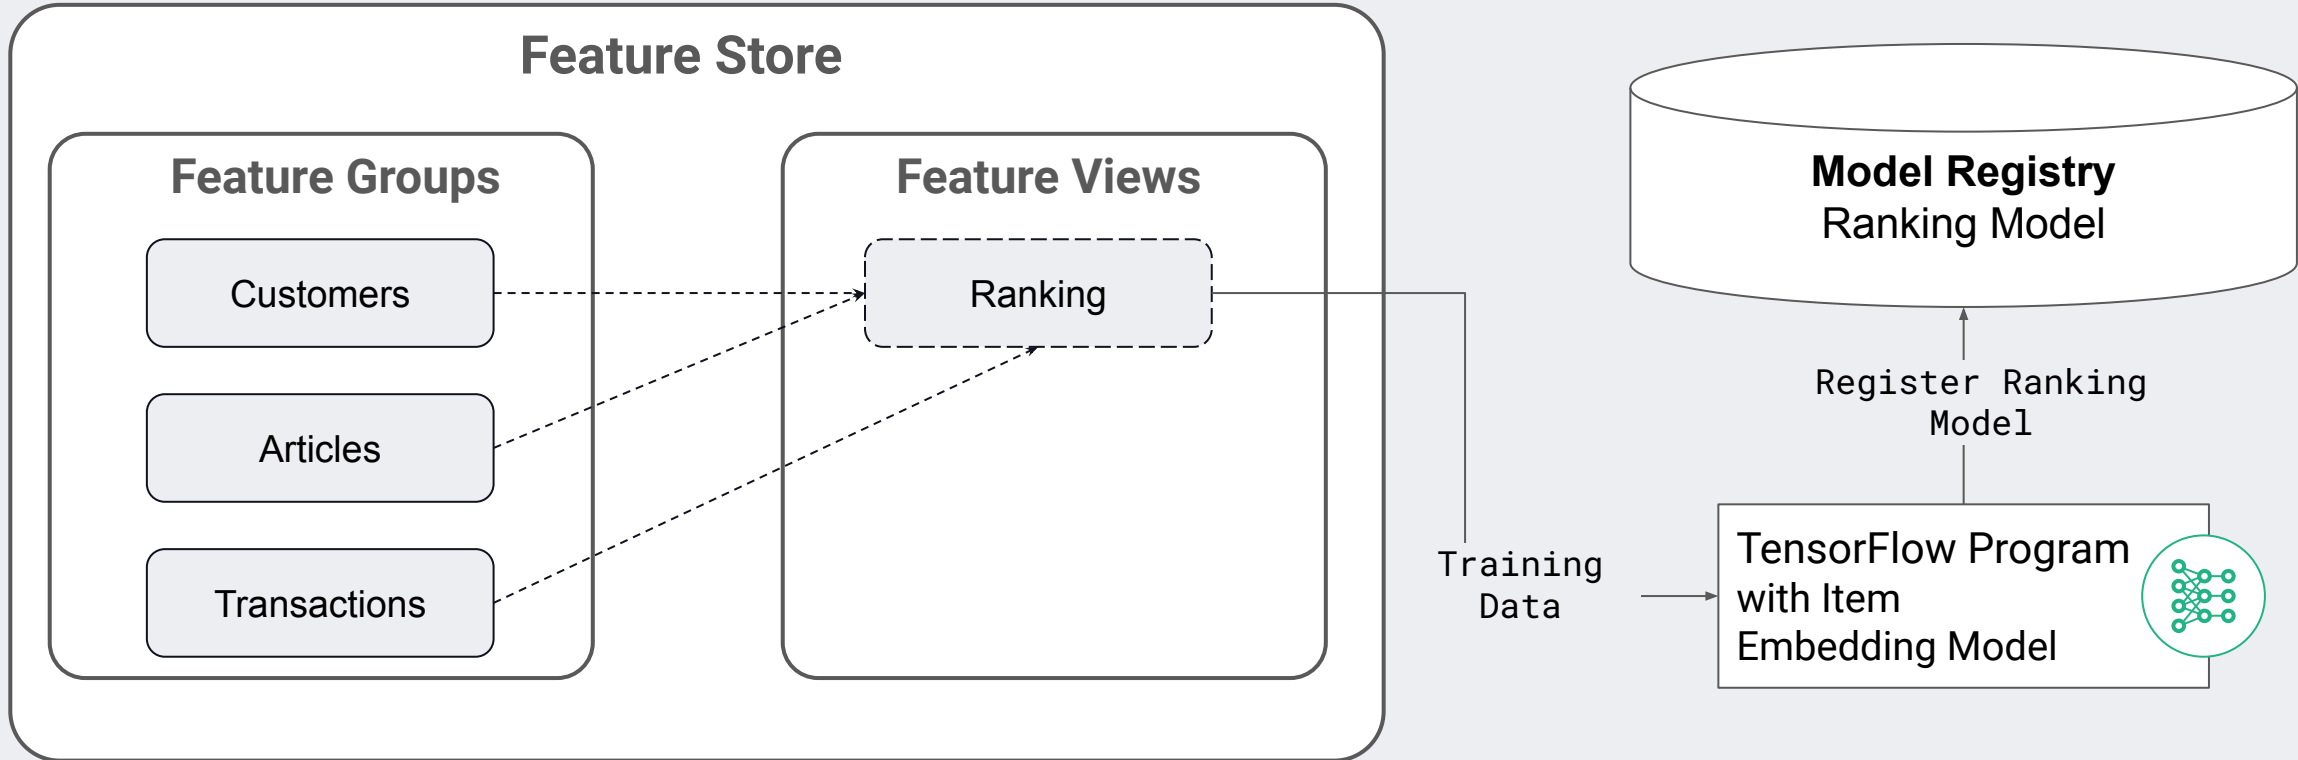 Feature Store
Feature Groups
Customers
Articles
Transactions
Feature Views
Ranking
Training
Data
TensorFlow Program
with Item
Embedding Model
Register Ranking
Model
Model Registry
Ranking Model